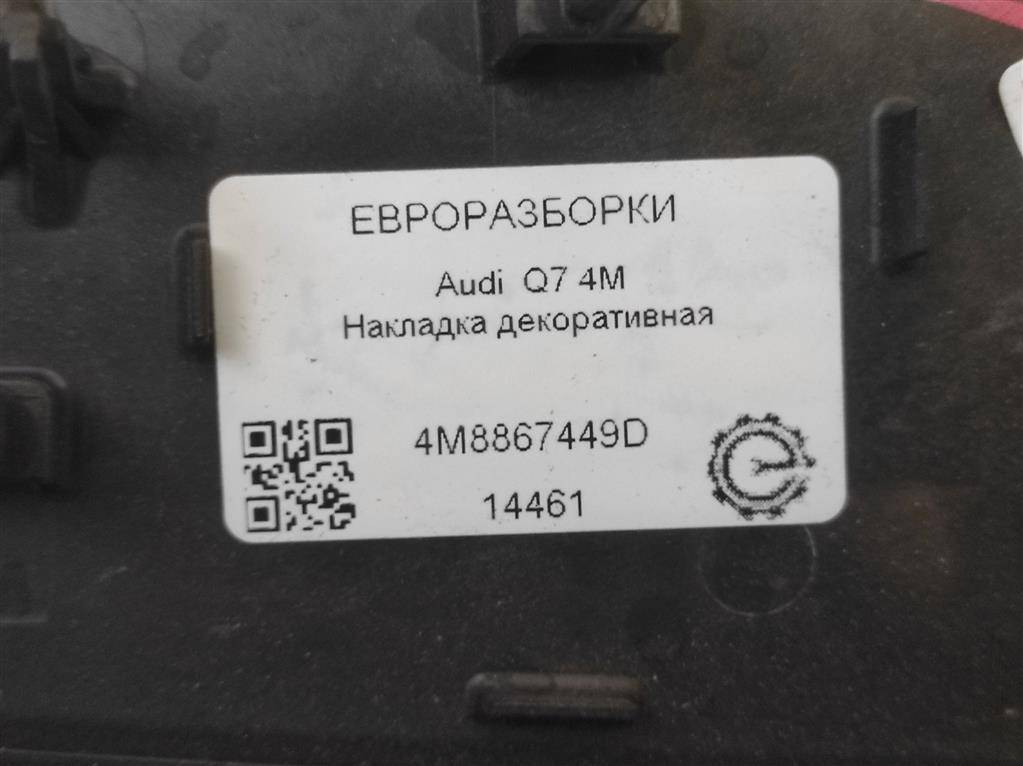 ЕВРОРАЗБОРКИ
Audi Q7 4M
Накладка декоративная
4M8867449D
14461